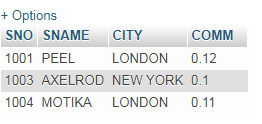 + Options
SNO SNAME CITY COMM
1001 PEEL LONDON 0.12
1003 AXELROD NEW YORK 0.1
1004 MOTIKA LONDON 0.11